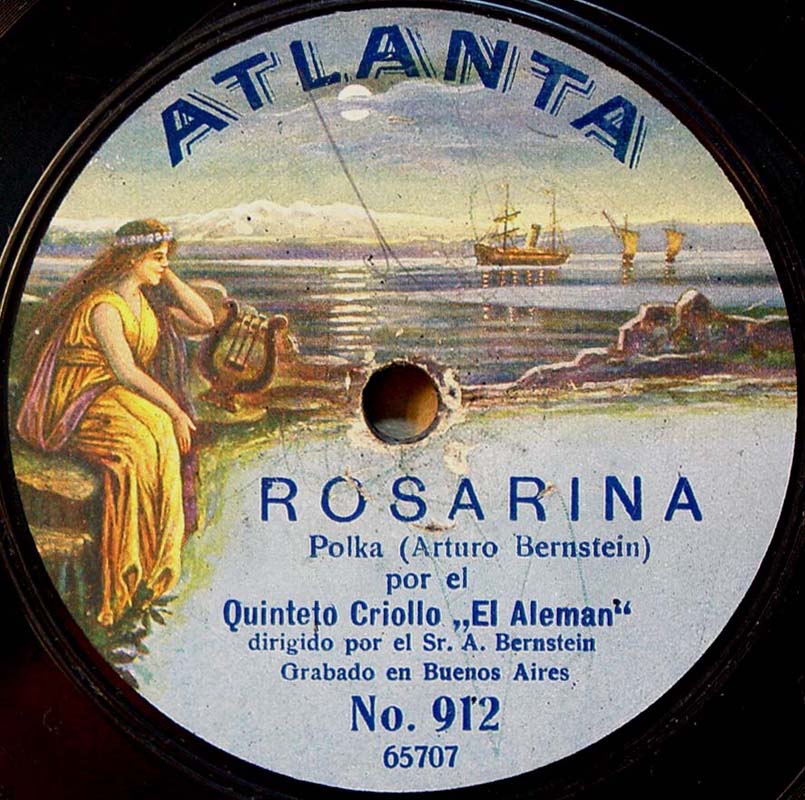 ATLANTA
ROSARINA
Polka (Arturo Bernstein)
por el
Quinteto Criollo „El Aleman“
dirigido por el Sr. A. Bernstein
Grabado en Buenos Aires
No. 912
65707